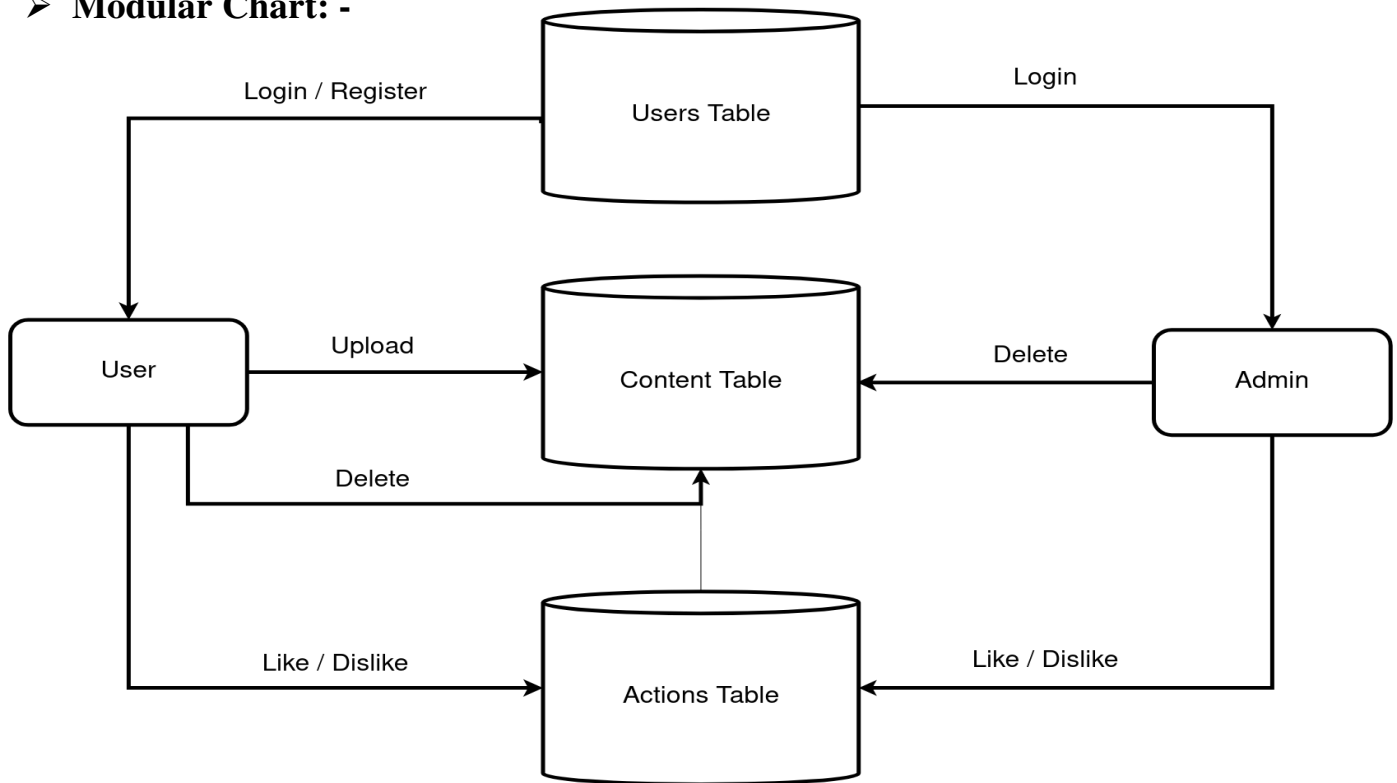 ➢ Modular Chart: -
Login / Register
Users Table
Login
User
Upload
Content Table
Delete
Admin
Delete
Like / Dislike
Actions Table
Like / Dislike